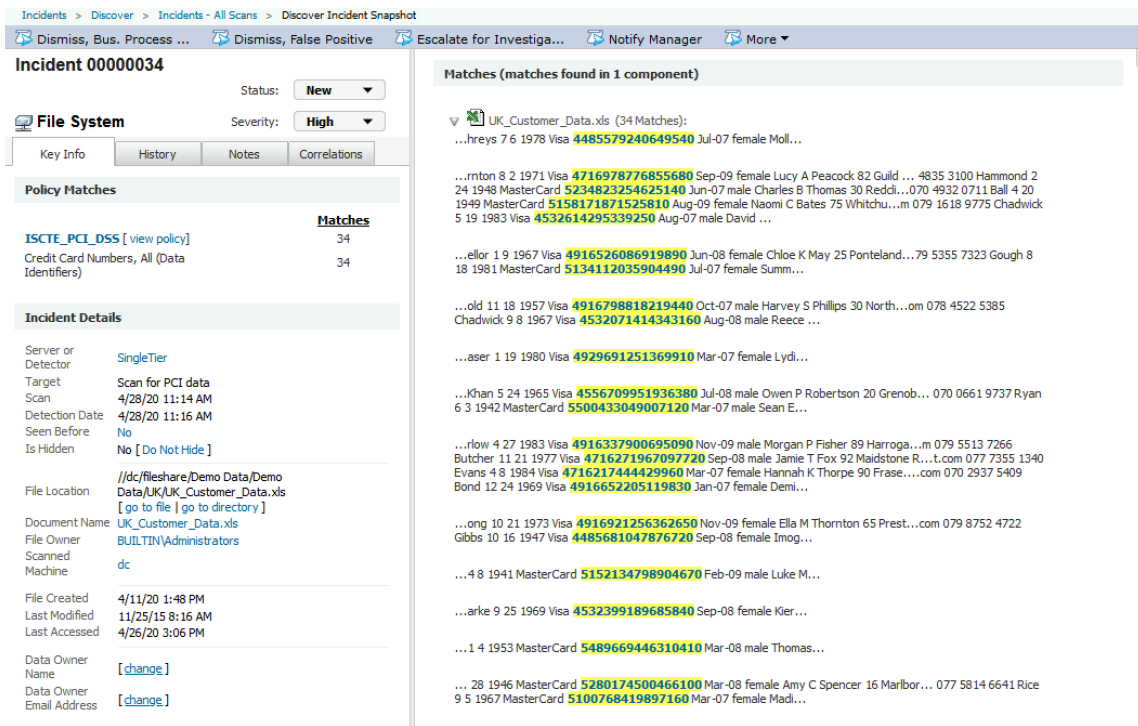 Incidents > Discover > Incidents - All Scans > Discover Incident Snapshot
Dismiss, Bus. Process ... Dismiss, False Positive Escalate for Investiga... Notify Manager More
Incident 00000034
Status: New
File System Severity: High
Key Info History Notes Correlations
Policy Matches
Matches
ISCTE_PCI_DSS [ view policy] 34
Credit Card Numbers, All (Data 34
Identifiers)
Incident Details
Server or
Detector SingleTier
Target Scan for PCI data
Scan 4/28/20 11:14 AM
Detection Date 4/28/20 11:16 AM
Seen Before No
Is Hidden No [ Do Not Hide ]
File Location //dc/fileshare/Demo Data/Demo
Data/UK/UK_Customer_Data.xls
[ go to file | go to directory ]
Document Name UK_Customer_Data.xls
File Owner BUILTIN\Administrators
Scanned
Machine dc
File Created 4/11/20 1:48 PM
Last Modified 11/25/15 8:16 AM
Last Accessed 4/26/20 3:06 PM
Data Owner
Name [ change ]
Data Owner
Email Address [ change ]
Matches (matches found in 1 component)
UK_Customer_Data.xls (34 Matches):
...hreys 7 6 1978 Visa 4485579240649540 Jul-07 female Moll...
...rnton 8 2 1971 Visa 4716978776855680 Sep-09 female Lucy A Peacock 82 Guild ... 4835 3100 Hammond 2
24 1948 MasterCard 5234823254625140 Jun-07 male Charles B Thomas 30 Redcli...070 4932 0711 Ball 4 20
1949 MasterCard 5158171871525810 Aug-09 female Naomi C Bates 75 Whitchu...m 079 1618 9775 Chadwick
5 19 1983 Visa 4532614295339250 Aug-07 male David ...
...ellor 1 9 1967 Visa 4916526086919890 Jun-08 female Chloe K May 25 Ponteland...79 5355 7323 Gough 8
18 1981 MasterCard 5134112035904490 Jul-07 female Summ...
...old 11 18 1957 Visa 4916798818219440 Oct-07 male Harvey S Phillips 30 North...om 078 4522 5385
Chadwick 9 8 1967 Visa 4532071414343160 Aug-08 male Reece ...
...aser 1 19 1980 Visa 4929691251369910 Mar-07 female Lydi...
...Khan 5 24 1965 Visa 4556709951936380 Jul-08 male Owen P Robertson 20 Grenob... 070 0661 9737 Ryan
6 3 1942 MasterCard 5500433049007120 Mar-07 male Sean E...
...rlow 4 27 1983 Visa 4916337900695090 Nov-09 male Morgan P Fisher 89 Harroga...m 079 5513 7266
Butcher 11 21 1977 Visa 4716271967097720 Sep-08 male Jamie T Fox 92 Maidstone R...t.com 077 7355 1340
Evans 4 8 1984 Visa 4716217444429960 Mar-07 female Hannah K Thorpe 90 Frase....com 070 2937 5409
Bond 12 24 1969 Visa 4916652205119830 Jan-07 female Demi...
...ong 10 21 1973 Visa 4916921256362650 Nov-09 female Ella M Thornton 65 Prest...com 079 8752 4722
Gibbs 10 16 1947 Visa 4485681047876720 Sep-08 female Imog...
...4 8 1941 MasterCard 5152134798904670 Feb-09 male Luke M...
...arke 9 25 1969 Visa 4532399189685840 Sep-08 female Kier...
...1 4 1953 MasterCard 5489669446310410 Mar-08 male Thomas...
... 28 1946 MasterCard 5280174500466100 Mar-08 female Amy C Spencer 16 Marlbor... 077 5814 6641 Rice
9 5 1967 MasterCard 5100768419897160 Mar-07 female Madi...